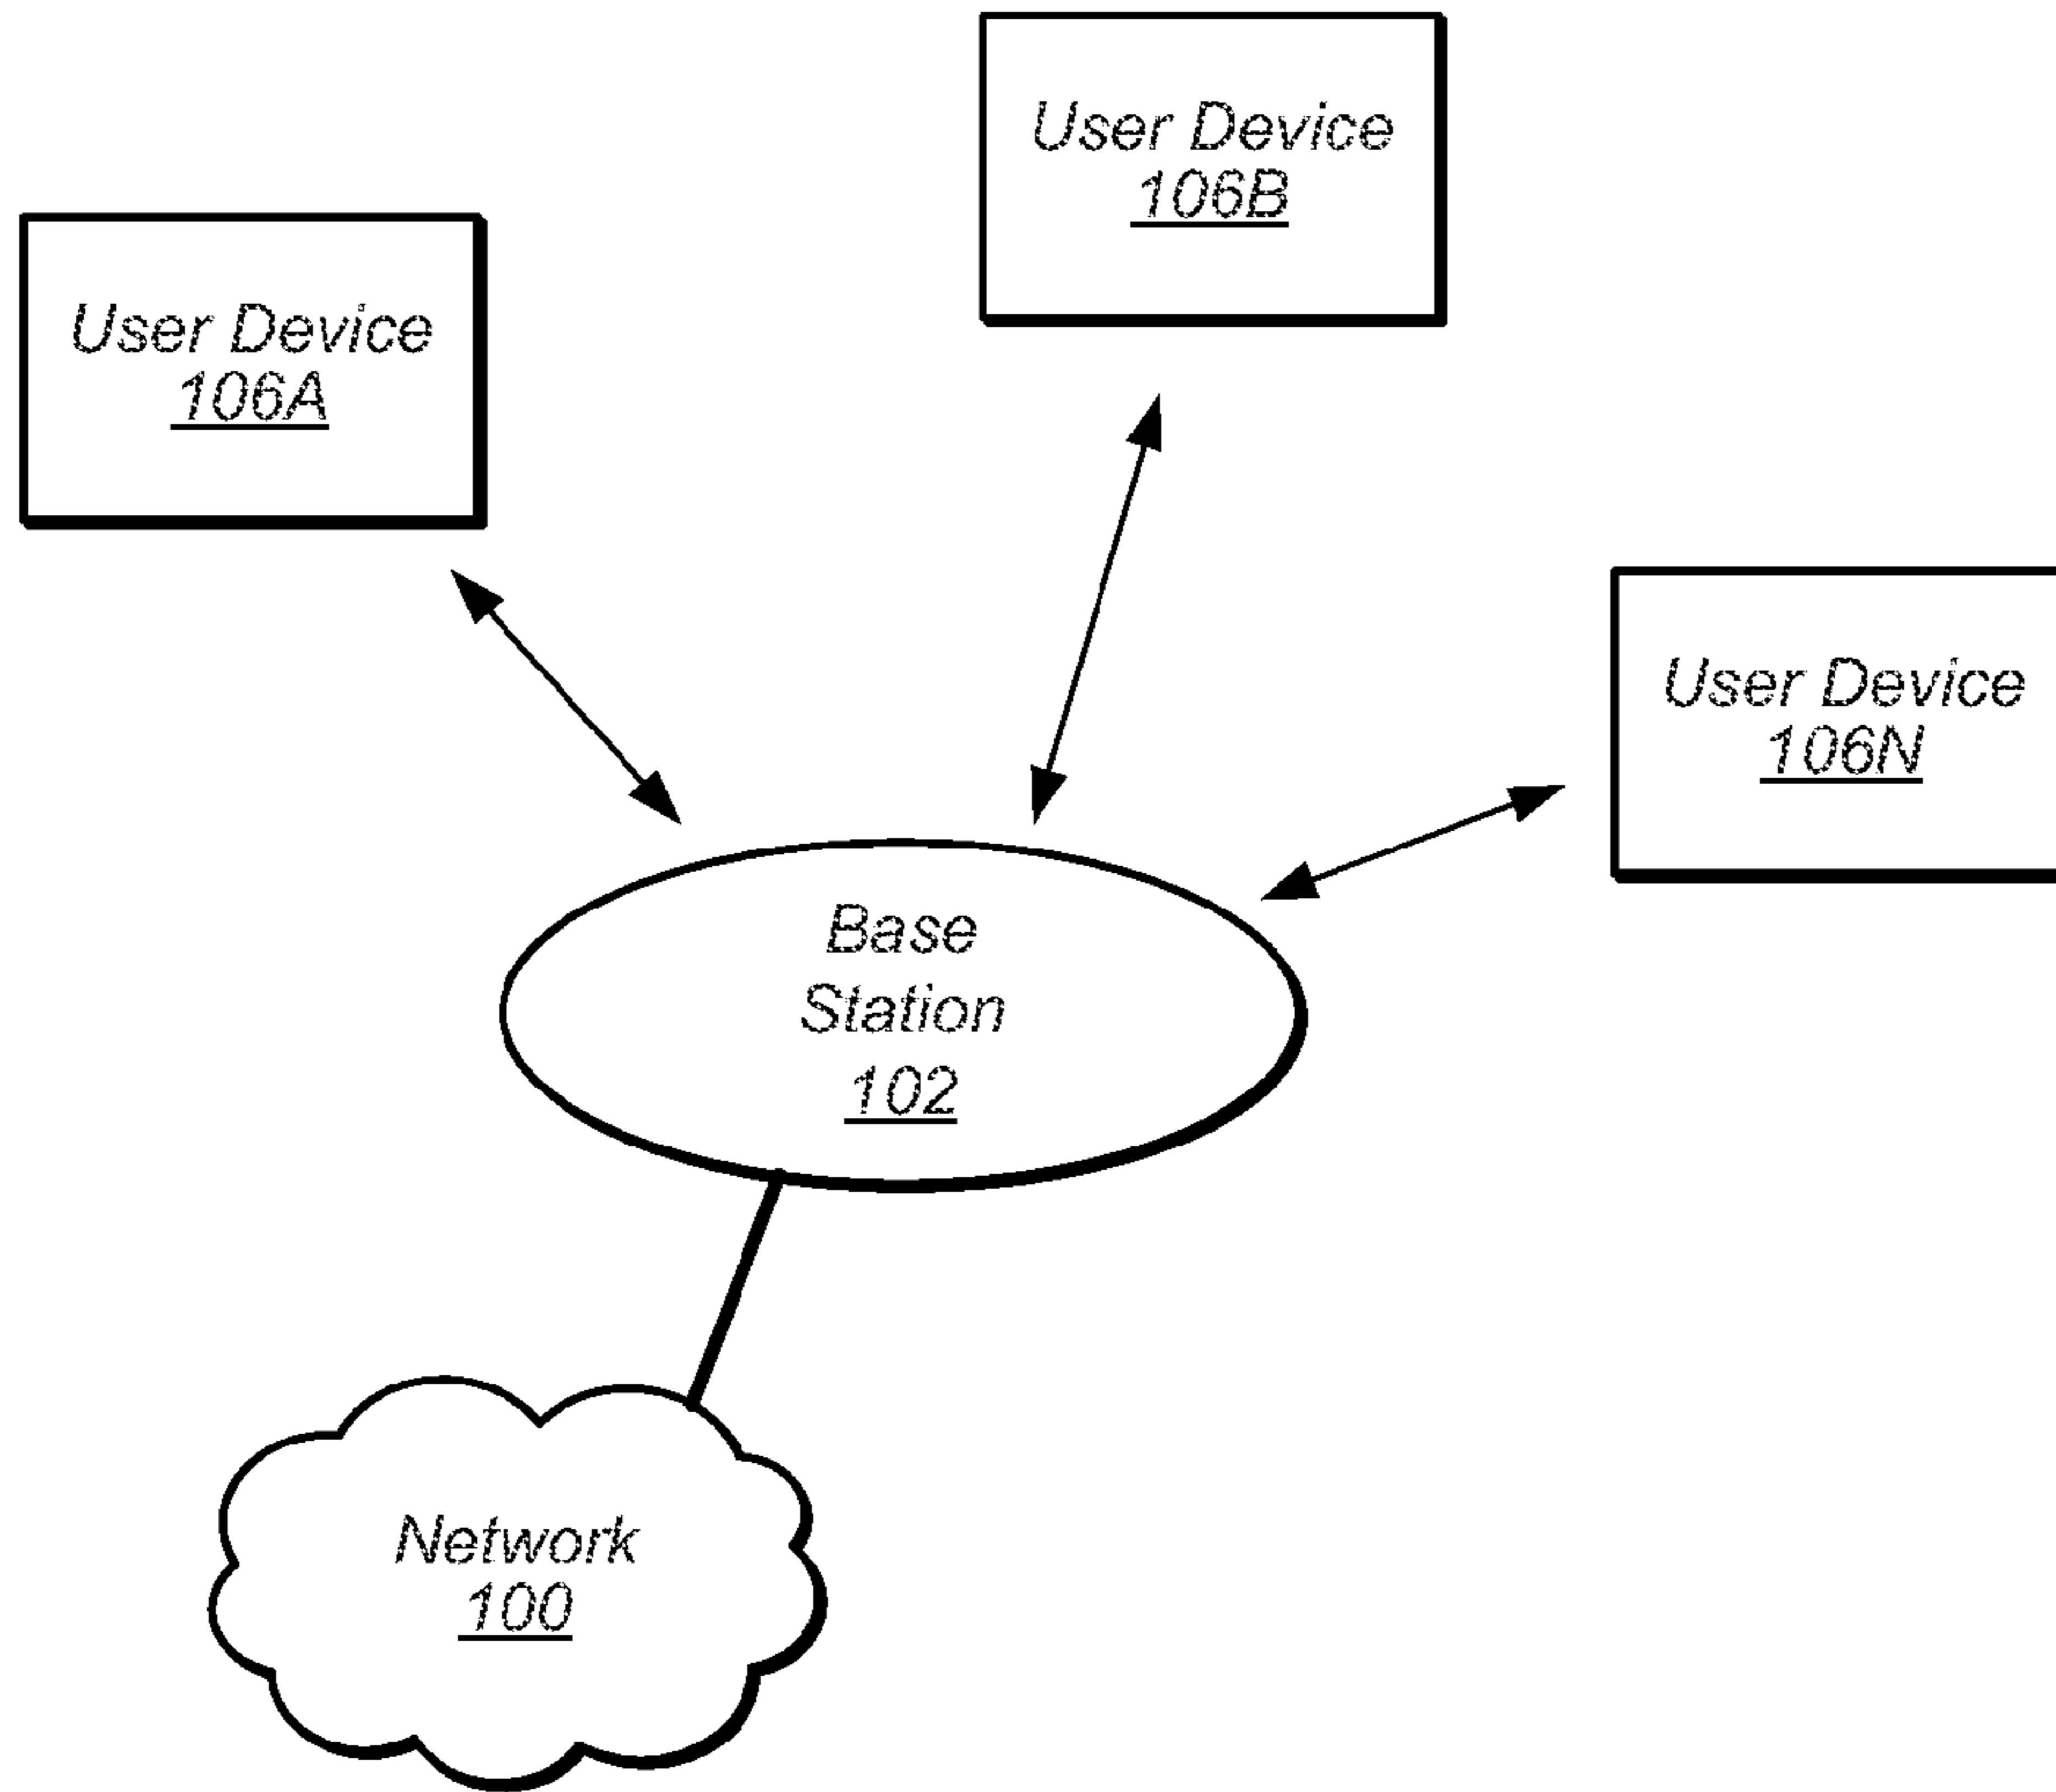 User Device
106B
User Device
106A
User Device
106N
Base
Station
102
Network
100